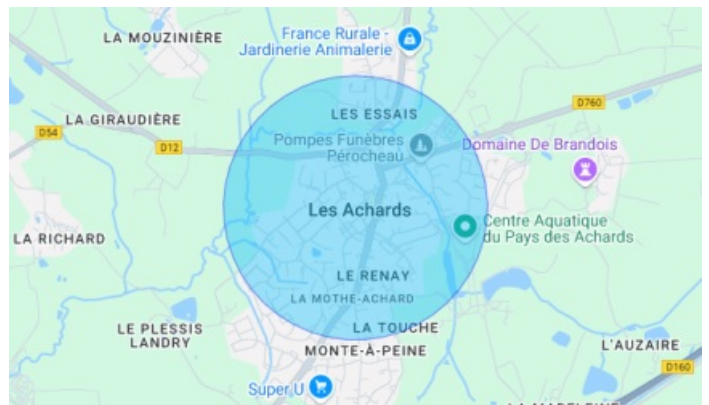 LA MOUZINIÈRE
France Rurale -
Jardinerie Animalerie
D760
LES ESSAIS
LA GIRAUDIÈRE
D54
D12
Pompes Funèbres
Pérocheau
Domaine De Brandois
Les Achards
Centre Aquatique
du Pays des Achards
LA RICHARD
LE RENAY
LA MOTHE-ACHARD
LE PLESSIS
LANDRY
LA TOUCHE
MONTE-À-PEINE
L'AUZAIRE
D160
Super U
LA MADELEINE